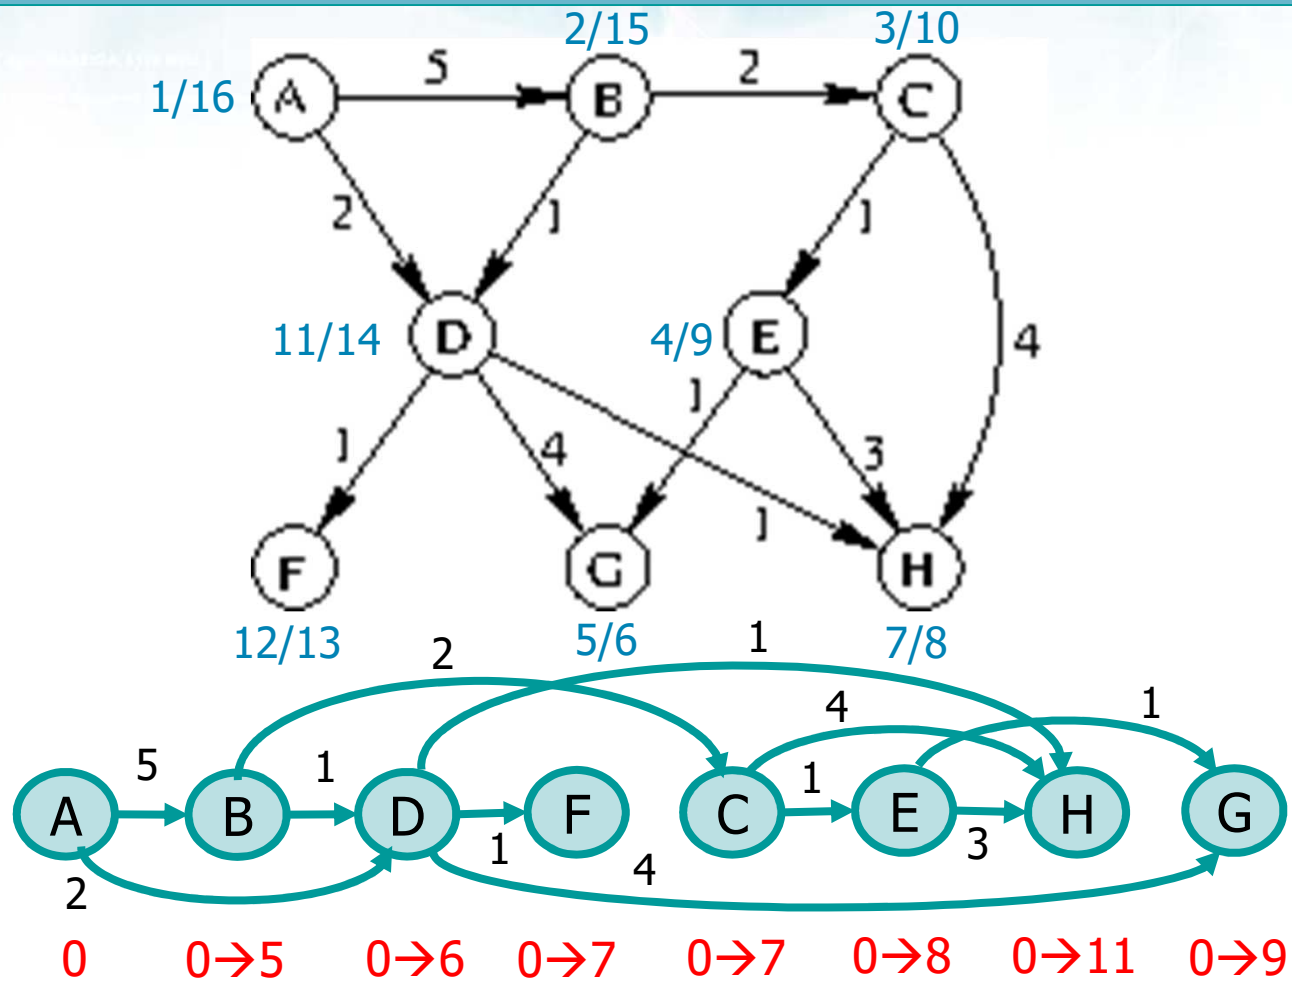 2/15 3/10
1/16 A 5 B 2 C
2 1 1
11/14 D 4/9 E 4
1
1 4 3
1
F G H
12/13 5/6 7/8
2 1
4 1
5 1 1
A B D F C E H G
1 3
2 4
0 0→5 0→6 0→7 0→7 0→8 0→11 0→9